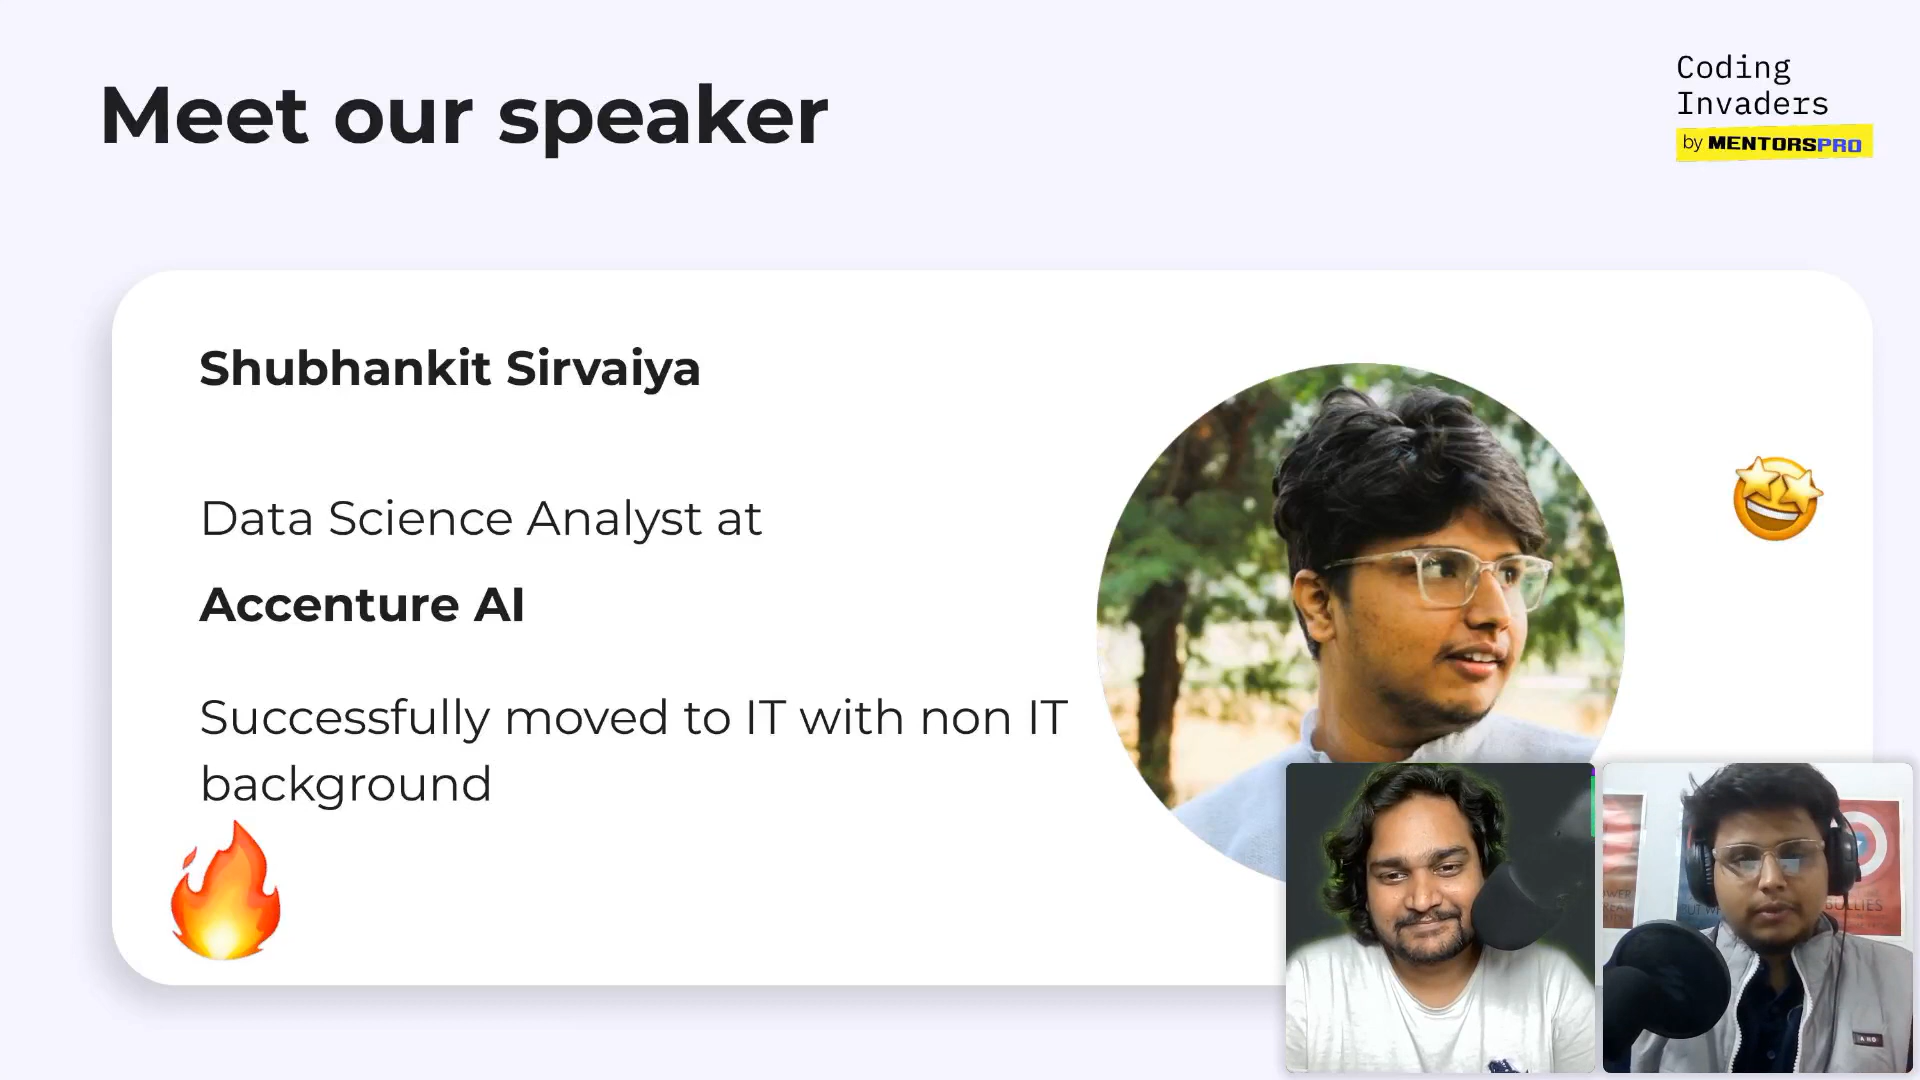 Meet our speaker
Coding
Invaders
by MENTORSPRO
Shubhankit Sirvaiya
Data Science Analyst at
Accenture AI
Successfully moved to IT with non IT
background
BULLIES